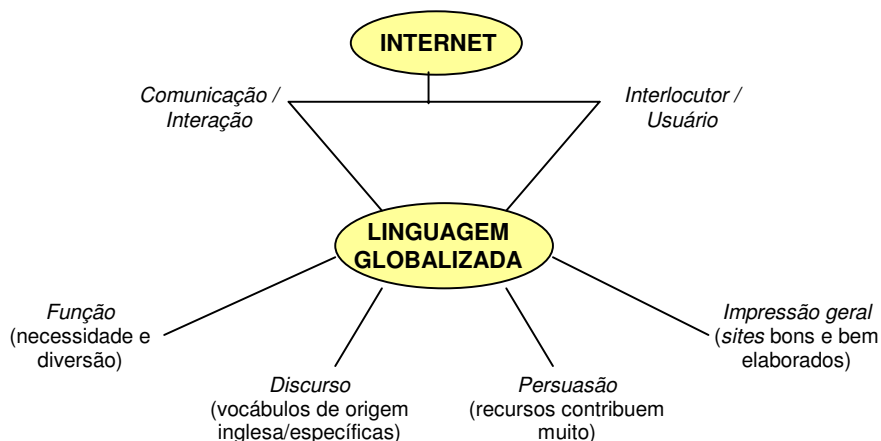 INTERNET
Comunicação /
Interação
Interlocutor /
Usuário
LINGUAGEM
GLOBALIZADA
Função
(necessidade e
diversão)
Impressão geral
(sites bons e bem
elaborados)
Discurso
(vocábulos de origem
inglesa/específicas)
Persuasão
(recursos contribuem
muito)